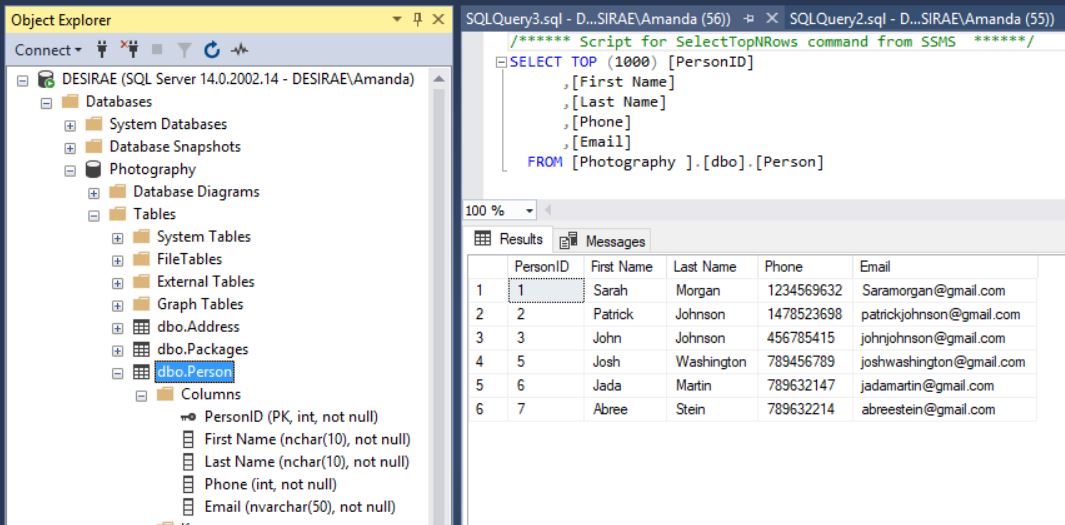 Object Explorer
Connect
DESIRAE (SQL Server 14.0.2002.14 - DESIRAE\Amanda)
Databases
System Databases
Database Snapshots
Photography
Database Diagrams
Tables
System Tables
FileTables
External Tables
Graph Tables
dbo.Address
dbo.Packages
dbo.Person
Columns
PersonID (PK, int, not null)
First Name (nchar(10), not null)
Last Name (nchar(10), not null)
Phone (int, not null)
Email (nvarchar(50), not null)
SQLQuery3.sql - D...SIRAE\Amanda (56)) SQLQuery2.sql - D...SIRAE\Amanda (55))
/****** Script for SelectTopNRows command from SSMS ******/
SELECT TOP (1000) [PersonID]
,[First Name]
,[Last Name]
,[Phone]
,[Email]
FROM [Photography ].[dbo].[Person]
100 %
Results Messages
PersonID First Name Last Name Phone Email
1 1 Sarah Morgan 1234569632 Saramorgan@gmail.com
2 2 Patrick Johnson 1478523698 patrickjohnson@gmail.com
3 3 John Johnson 456785415 johnjohnson@gmail.com
4 5 Josh Washington 789456789 joshwashington@gmail.com
5 6 Jada Martin 789632147 jadamartin@gmail.com
6 7 Abree Stein 789632214 abreestein@gmail.com